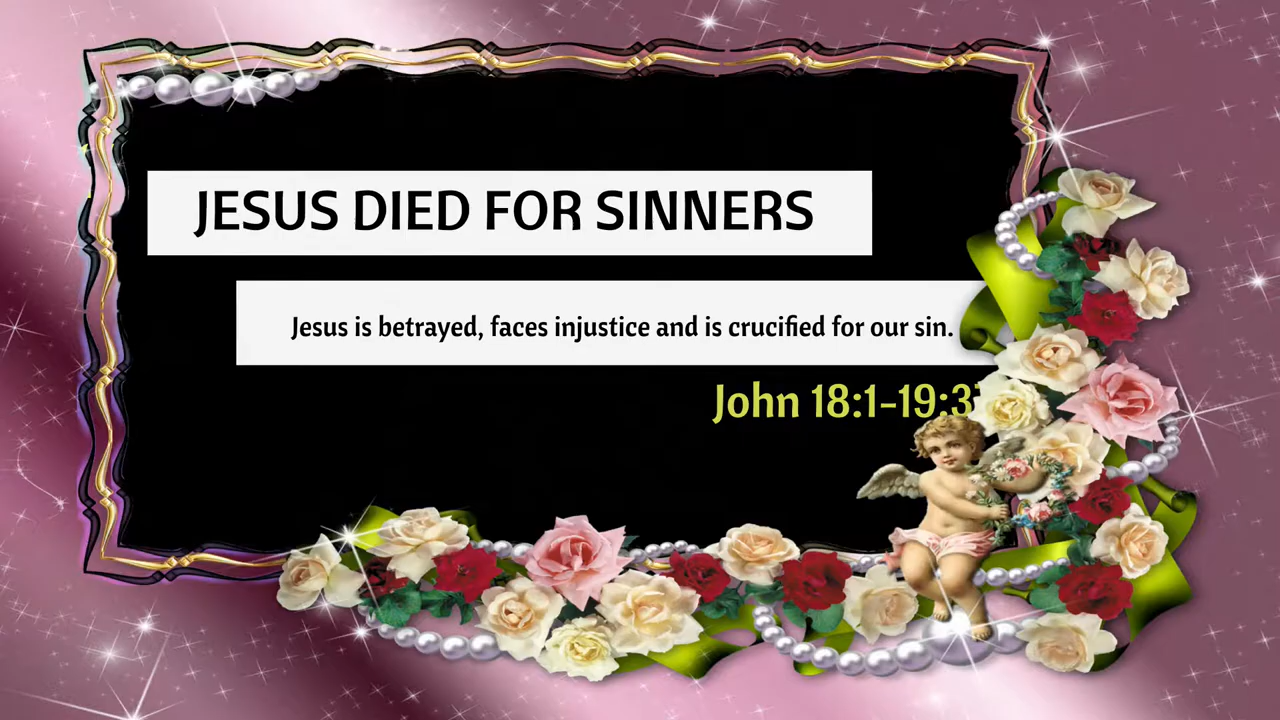 JESUS DIED FOR SINNERS
Jesus is betrayed, faces injustice and is crucified for our sin.
John 18:1-19:3